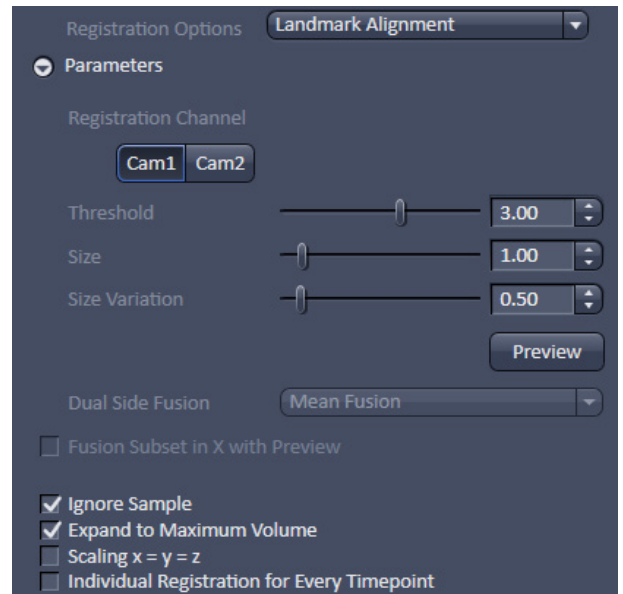 Registration Options Landmark Alignment
Parameters
Registration Channel
Cam1 Cam2
Threshold 3.00
Size 1.00
Size Variation 0.50
Preview
Dual Side Fusion Mean Fusion
Fusion Subset in X with Preview
Ignore Sample
Expand to Maximum Volume
Scaling x = y = z
Individual Registration for Every Timepoint